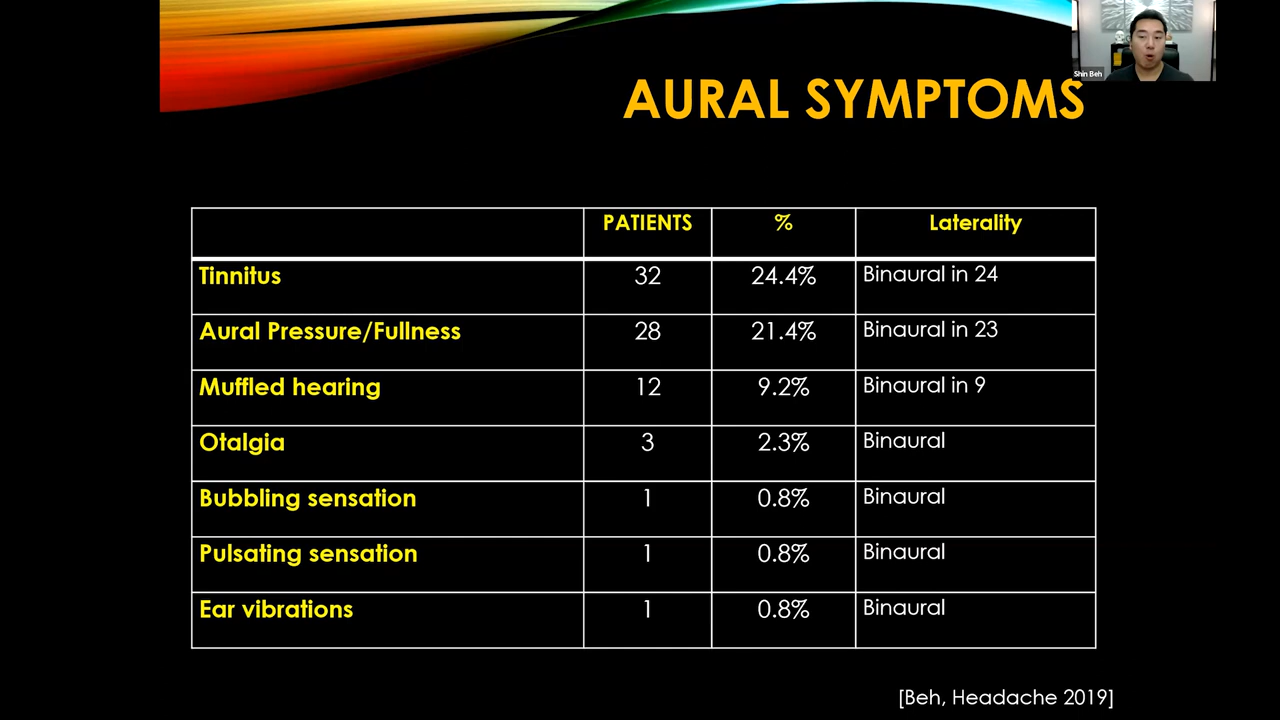 Shin Beh
AURAL SYMPTOMS
PATIENTS % Laterality
Tinnitus 32 24.4% Binaural in 24
Aural Pressure/Fullness 28 21.4% Binaural in 23
Muffled hearing 12 9.2% Binaural in 9
Otalgia 3 2.3% Binaural
Bubbling sensation 1 0.8% Binaural
Pulsating sensation 1 0.8% Binaural
Ear vibrations 1 0.8% Binaural
[Beh, Headache 2019]